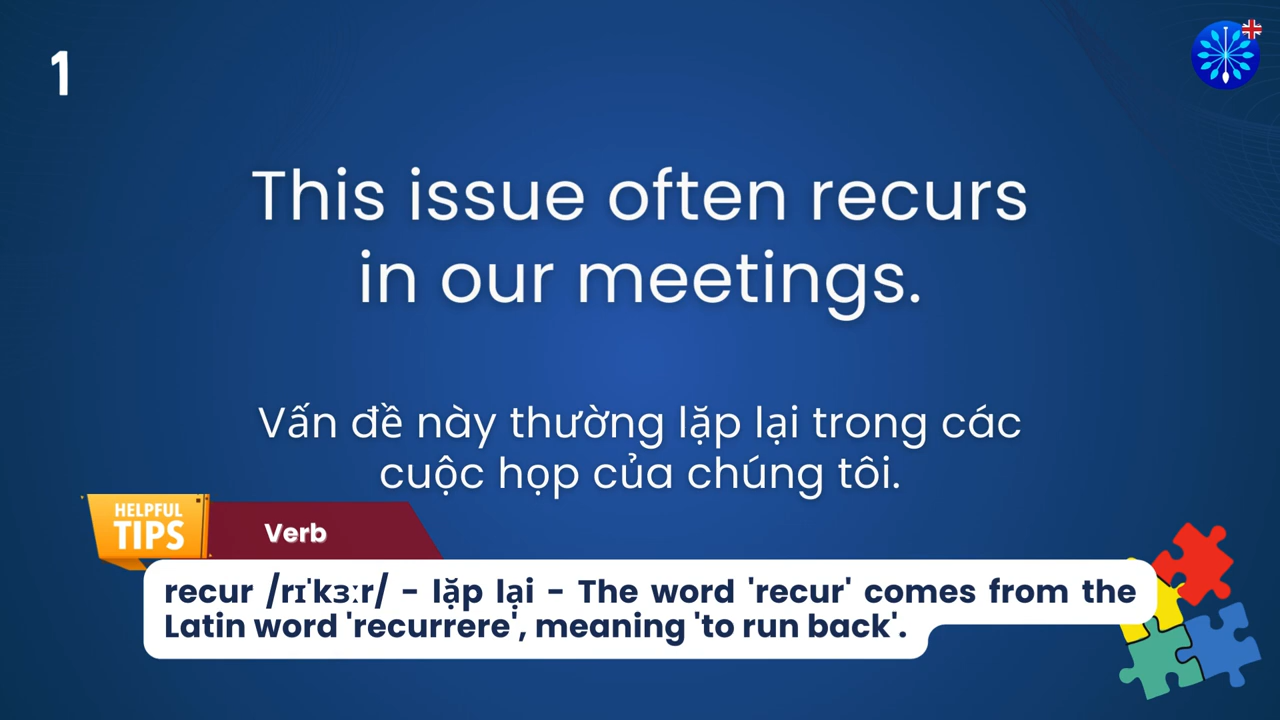 1
This issue often recurs
in our meetings.
Vấn đề này thường lặp lại trong các
cuộc họp của chúng tôi.
HELPFUL
TIPS
Verb
recur /rɪˈkɜːr/ - lặp lại - The word 'recur' comes from the
Latin word 'recurrere', meaning 'to run back'.